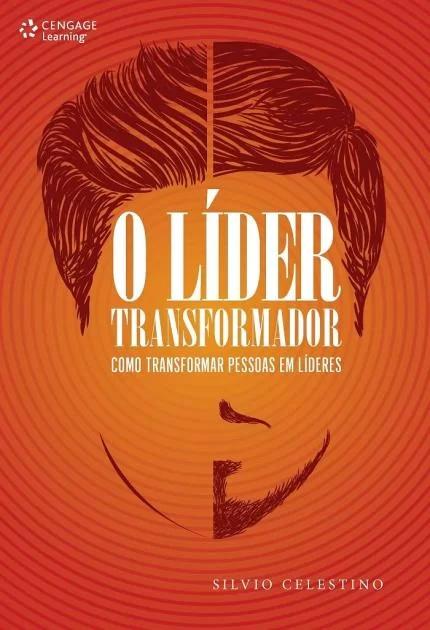 CENGAGE
Learning®
O LÍDER
TRANSFORMADOR
COMO TRANSFORMAR PESSOAS EM LÍDERES
SILVIO CELESTINO